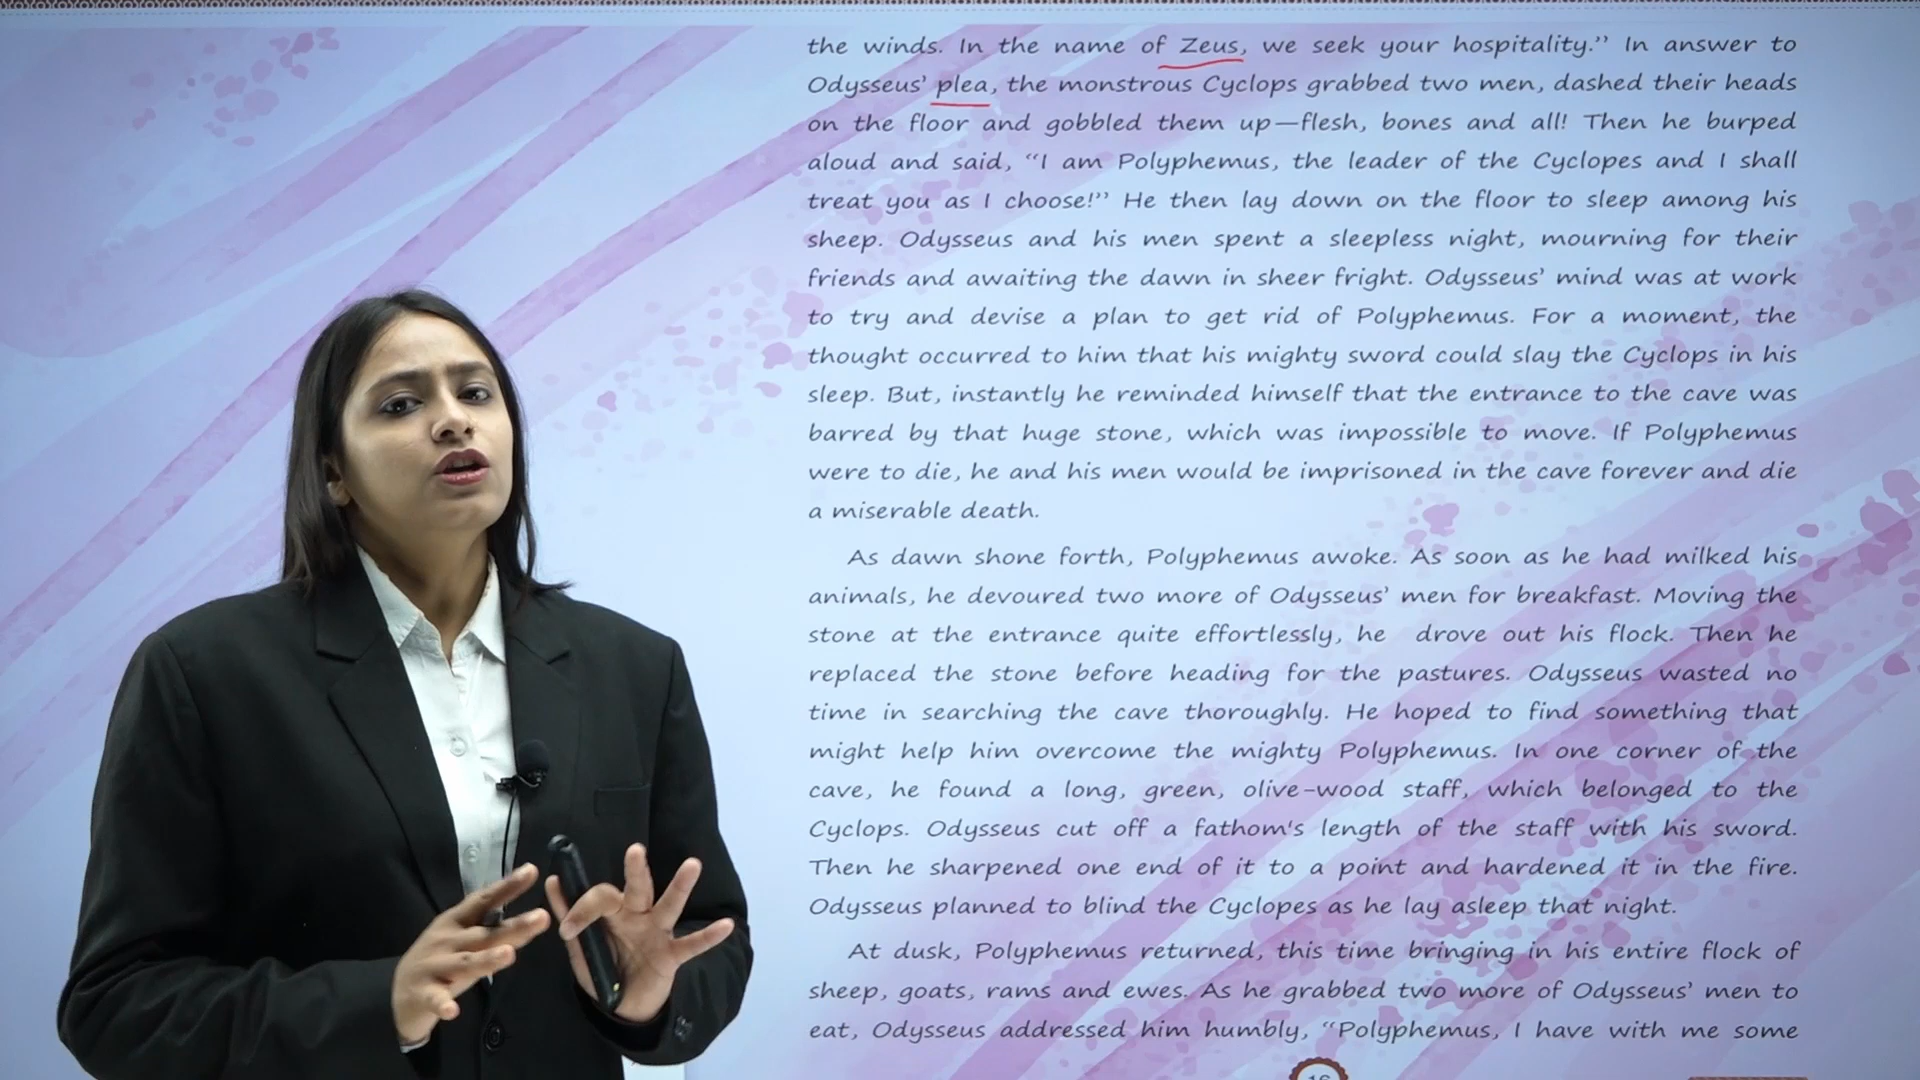 the winds. In the name of Zeus, we seek your hospitality.” In answer to
Odysseus’ plea, the monstrous Cyclops grabbed two men, dashed their heads
on the floor and gobbled them up—flesh, bones and all! Then he burped
aloud and said, “I am Polyphemus, the leader of the Cyclopes and I shall
treat you as I choose!” He then lay down on the floor to sleep among his
sheep. Odysseus and his men spent a sleepless night, mourning for their
friends and awaiting the dawn in sheer fright. Odysseus’ mind was at work
to try and devise a plan to get rid of Polyphemus. For a moment, the
thought occurred to him that his mighty sword could slay the Cyclops in his
sleep. But, instantly he reminded himself that the entrance to the cave was
barred by that huge stone, which was impossible to move. If Polyphemus
were to die, he and his men would be imprisoned in the cave forever and die
a miserable death.
As dawn shone forth, Polyphemus awoke. As soon as he had milked his
animals, he devoured two more of Odysseus’ men for breakfast. Moving the
stone at the entrance quite effortlessly, he drove out his flock. Then he
replaced the stone before heading for the pastures. Odysseus wasted no
time in searching the cave thoroughly. He hoped to find something that
might help him overcome the mighty Polyphemus. In one corner of the
cave, he found a long, green, olive-wood staff, which belonged to the
Cyclops. Odysseus cut off a fathom's length of the staff with his sword.
Then he sharpened one end of it to a point and hardened it in the fire.
Odysseus planned to blind the Cyclopes as he lay asleep that night.
At dusk, Polyphemus returned, this time bringing in his entire flock of
sheep, goats, rams and ewes. As he grabbed two more of Odysseus’ men to
eat, Odysseus addressed him humbly, “Polyphemus, I have with me some